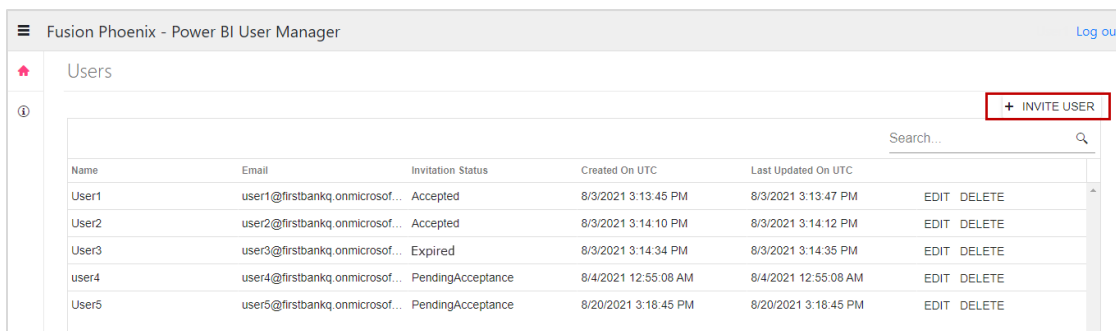 Fusion Phoenix - Power BI User Manager Log ou
Users
+ INVITE USER
Search...
Name Email Invitation Status Created On UTC Last Updated On UTC
User1 user1@firstbankq.onmicrosof... Accepted 8/3/2021 3:13:45 PM 8/3/2021 3:13:47 PM EDIT DELETE
User2 user2@firstbankq.onmicrosof... Accepted 8/3/2021 3:14:10 PM 8/3/2021 3:14:12 PM EDIT DELETE
User3 user3@firstbankq.onmicrosof... Expired 8/3/2021 3:14:34 PM 8/3/2021 3:14:35 PM EDIT DELETE
user4 user4@firstbankq.onmicrosof... PendingAcceptance 8/4/2021 12:55:08 AM 8/4/2021 12:55:08 AM EDIT DELETE
User5 user5@firstbankq.onmicrosof... PendingAcceptance 8/20/2021 3:18:45 PM 8/20/2021 3:18:45 PM EDIT DELETE